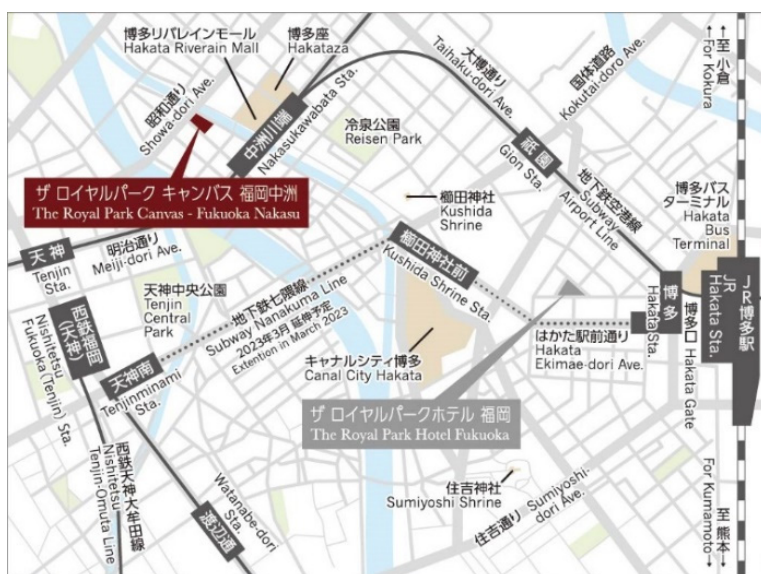 博多リバレインモール
Hakata Riverain Mall
博多座
Hakataza
昭和通り
Showa-dori Ave.
中洲川端
Nakasukawabata Sta.
冷泉公園
Reisen Park
大博通り
Taihaku-dori Ave.
国体道路
Kokutai-doro Ave.
←至 小倉
For Kokura
ザ ロイヤルパーク キャンバス 福岡中洲
The Royal Park Canvas - Fukuoka Nakasu
祇園
Gion Sta.
櫛田神社
Kushida
Shrine
地下鉄空港線
Subway
Airport Line
博多バス
ターミナル
Hakata
Bus
Terminal
天神
Tenjin
Sta.
明治通り
Meiji-dori Ave.
櫛田神社前
Kushida Shrine Sta.
天神中央公園
Tenjin
Central
Park
地下鉄七隈線
Subway Nanakuma Line
2023年3月 延伸予定
Extention in March 2023
西鉄福岡
(天神)
Nishitetsu
Fukuoka (Tenjin) Sta.
天神南
Tenjinminami
Sta.
キャナルシティ博多
Canal City Hakata
はかた駅前通り
Hakata
Ekimae-dori Ave.
博多
Hakata Sta.
博多口
Hakata Gate
JR博多駅
JR
Hakata Sta.
ザ ロイヤルパークホテル 福岡
The Royal Park Hotel Fukuoka
西鉄天神大牟田線
Nishitetsu
Tenjin-Omuta Line
渡辺通
Watanabe-dori
Sta.
住吉神社
Sumiyoshi Shrine
住吉通り
Sumiyoshi-
dori Ave.
For Kumamoto→
至 熊本→